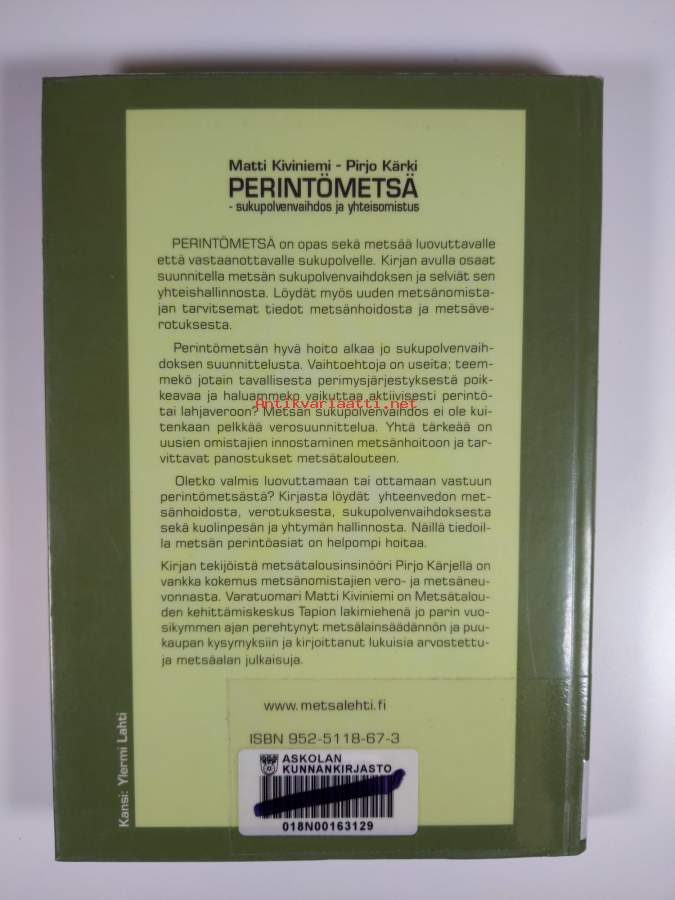 Matti Kiviniemi - Pirjo Kärki
PERINTÖMETSÄ
- sukupolvenvaihdos ja yhteisomistus
PERINTÖMETSÄ on opas sekä metsää luovuttavalle
että vastaanottavalle sukupolvelle. Kirjan avulla osaat
suunnitella metsän sukupolvenvaihdoksen ja selviät sen
yhteishallinnosta. Löydät myös uuden metsänomista-
jan tarvitsemat tiedot metsänhoidosta ja metsäve-
rotuksesta.
Perintömetsän hyvä hoito alkaa jo sukupolvenvaih-
doksen suunnittelusta. Vaihtoehtoja on useita; teem-
mekö jotain tavallisesta perimysjärjestyksestä poik-
keavaa ja haluammeko vaikuttaa aktiivisesti perintö-
Antikvariaatti.net
tai lahjaveroon? Metsän sukupolvenvaihdos ei ole kui-
tenkaan pelkkää verosuunnittelua. Yhtä tärkeää on
uusien omistajien innostaminen metsänhoitoon ja tar-
vittavat panostukset metsätalouteen.
Oletko valmis luovuttamaan tai ottamaan vastuun
perintömetsästä? Kirjasta löydät yhteenvedon met-
sänhoidosta, verotuksesta, sukupolvenvaihdoksesta
sekä kuolinpesän ja yhtymän hallinnosta. Näillä tiedoil-
la metsän perintöasiat on helpompi hoitaa.
Kirjan tekijöistä metsätalousinsinööri Pirjo Kärjellä on
vankka kokemus metsänomistajien vero- ja metsäneu-
vonnasta. Varatuomari Matti Kiviniemi on Metsätalou-
den kehittämiskeskus Tapion lakimiehenä jo parin vuo-
sikymmen ajan perehtynyt metsälainsäädännön ja puu-
kaupan kysymyksiin ja kirjoittanut lukuisia arvostettu-
ja metsäalan julkaisuja.
www.metsalehti.fi
ISBN 952-5118-67-3
ASKOLAN
KUNNANKIRJASTO
018N00163129
Kansi: Ylermi Lahti